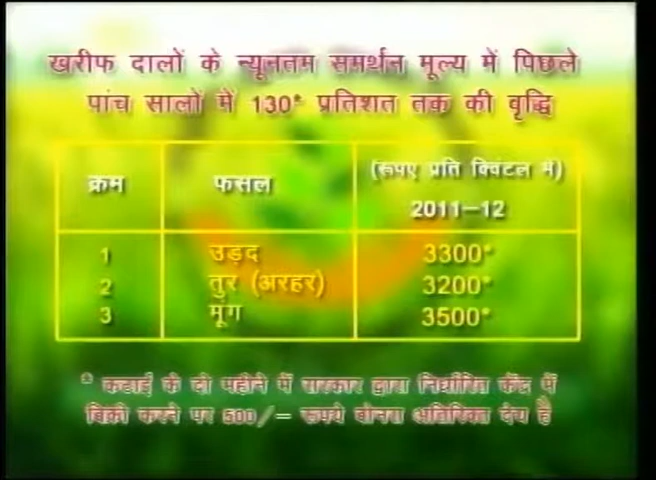 खरीफ दालों के न्यूनतम समर्थन मूल्य में पिछले
पांच सालों में 130* प्रतिशत तक की वृद्धि
क्रम फसल (रूपए प्रति क्विंटल में)
2011-12
1 उड़द 3300*
2 तुर (अरहर) 3200*
3 मूंग 3500*
* कटाई के दो महीने में सरकार द्वारा निर्धारित केंद्र में
बिक्री करने पर 500/- रूपये बोनस अतिरिक्त देय है